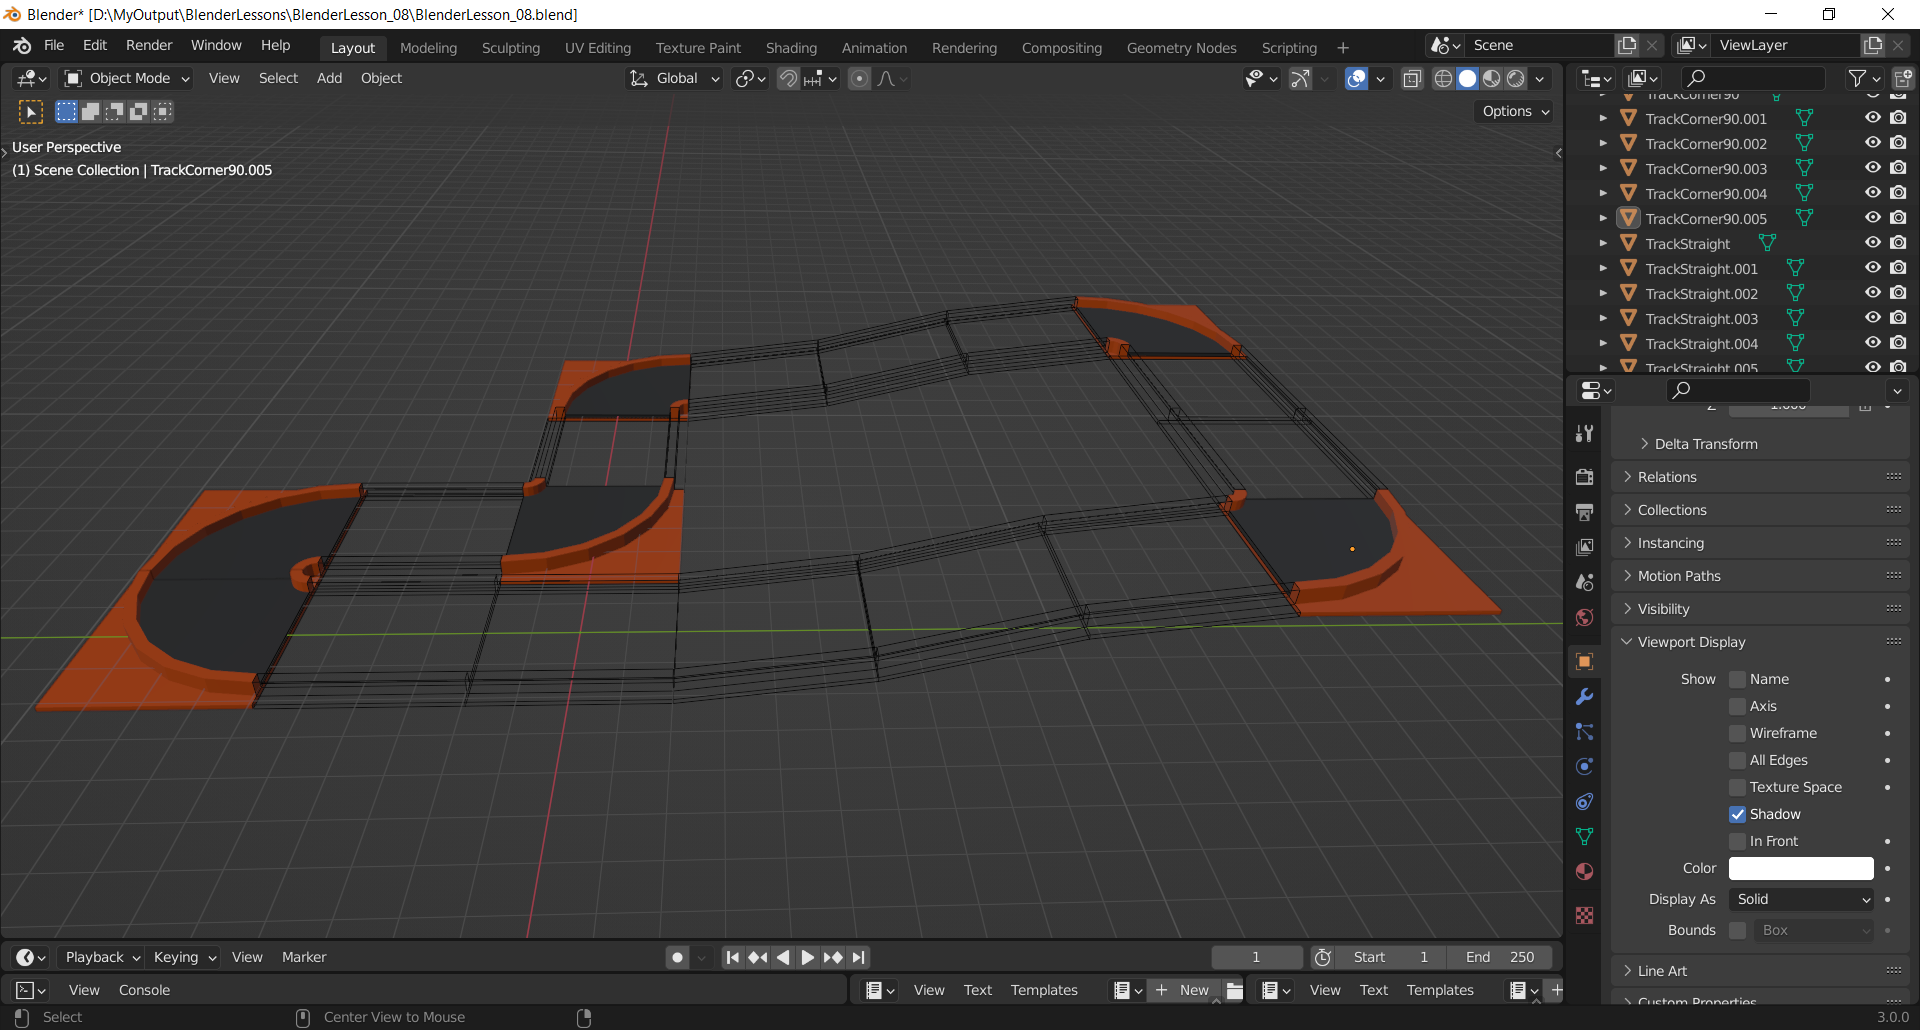 Blender* [D:\MyOutput\BlenderLessons\BlenderLesson_08\BlenderLesson_08.blend]
File Edit Render Window Help Layout Modeling Sculpting UV Editing Texture Paint Shading Animation Rendering Compositing Geometry Nodes Scripting Scene ViewLayer
Object Mode View Select Add Object Global
Options
User Perspective
(1) Scene Collection | TrackCorner90.005
TrackCorner90
TrackCorner90.001
TrackCorner90.002
TrackCorner90.003
TrackCorner90.004
TrackCorner90.005
TrackStraight
TrackStraight.001
TrackStraight.002
TrackStraight.003
TrackStraight.004
TrackStraight.005
Z 1.000
Delta Transform
Relations
Collections
Instancing
Motion Paths
Visibility
Viewport Display
Show Name
Axis
Wireframe
All Edges
Texture Space
Shadow
In Front
Color
Display As Solid
Bounds Box
Line Art
Custom Properties
Playback Keying View Marker 1 Start 1 End 250
View Console View Text Templates New View Text Templates
Select Center View to Mouse 3.0.0